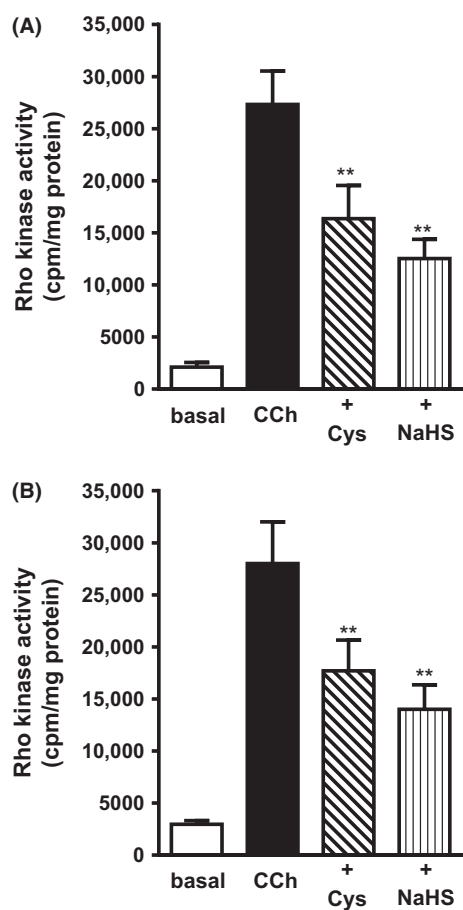 (A)
35,000
30,000
25,000
20,000
15,000
10,000
5000
0
Rho kinase activity
(cpm/mg protein)
**
**
basal CCh + Cys + NaHS
(B)
35,000
30,000
25,000
20,000
15,000
10,000
5000
0
Rho kinase activity
(cpm/mg protein)
**
**
basal CCh + Cys + NaHS